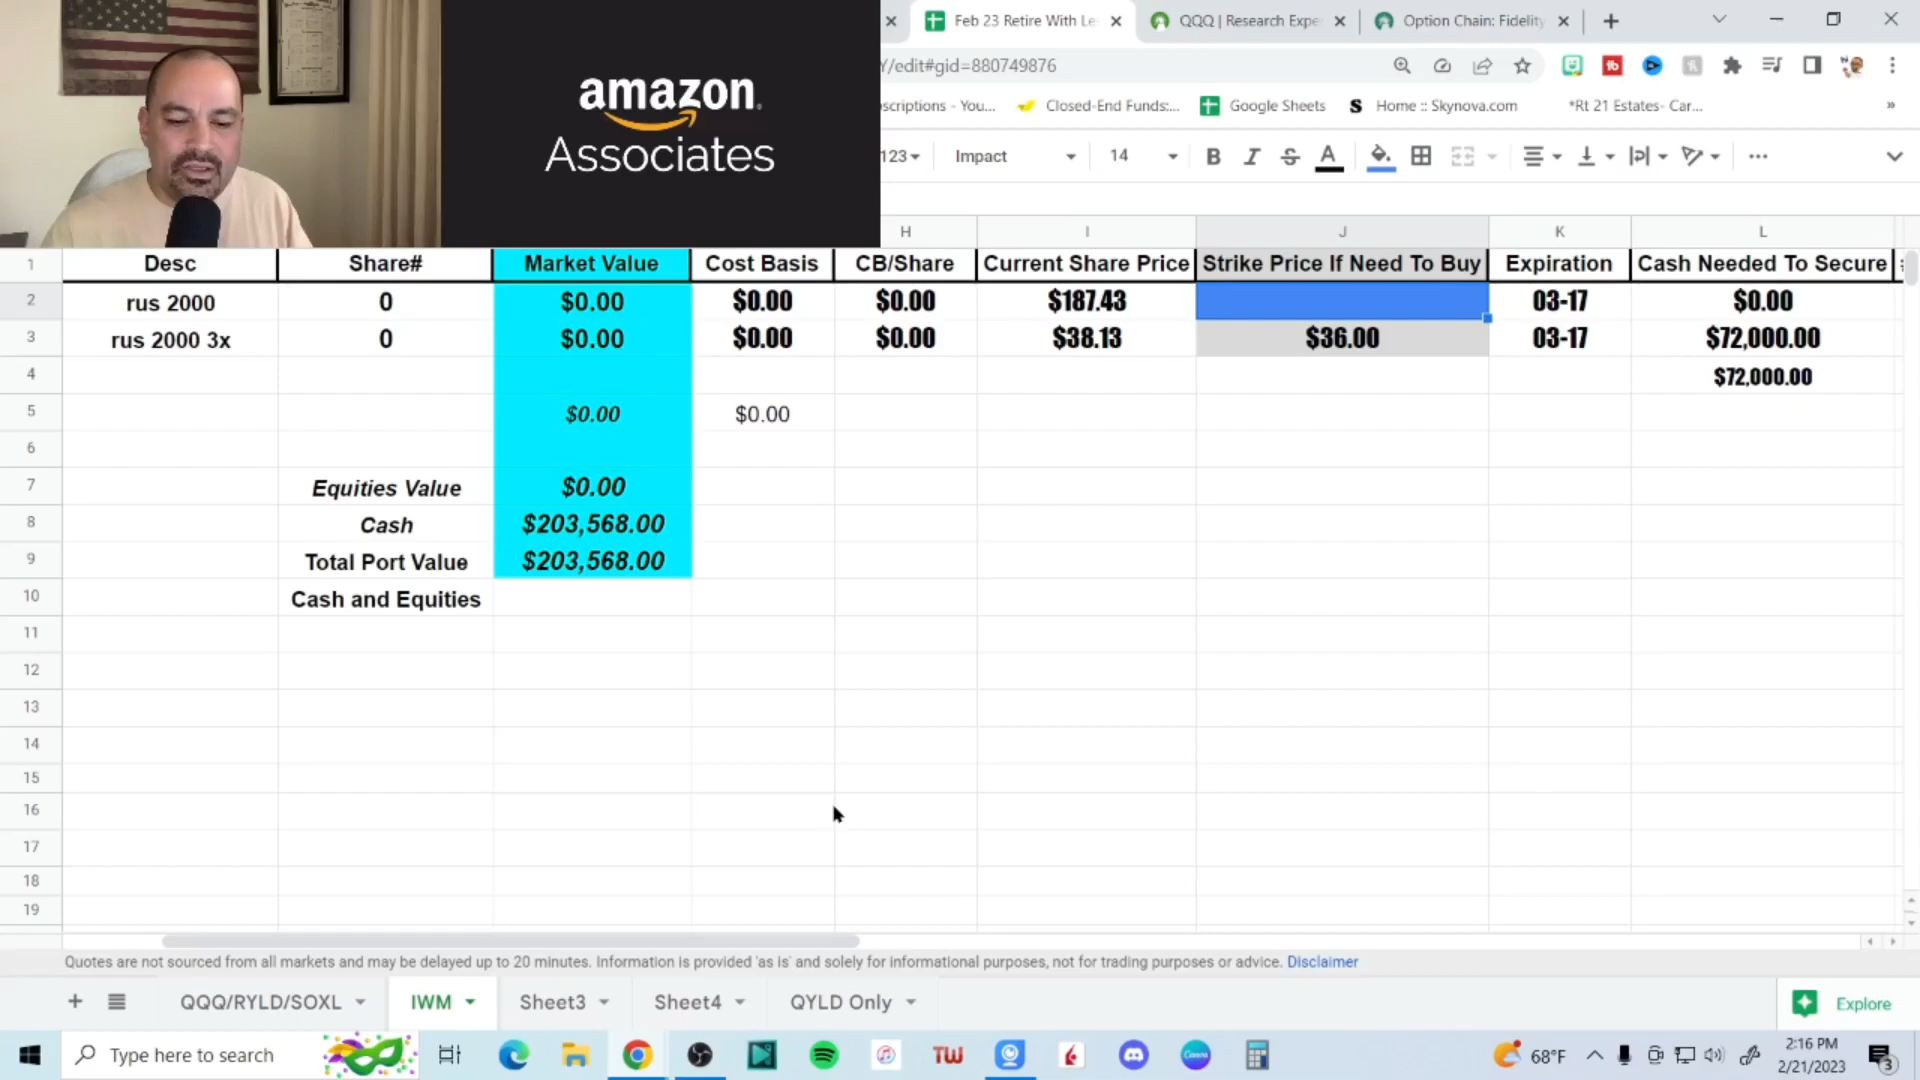 amazon
Associates
Feb 23 Retire With Le
QQQ | Research Expe
Option Chain: Fidelity
Y/edit#gid=880749876
scriptions - You...
Closed-End Funds:...
Google Sheets
S Home :: Skynova.com
*Rt 21 Estates- Car...
»
123
Impact
14
B I S A
H I J K L
1 Desc Share# Market Value Cost Basis CB/Share Current Share Price Strike Price If Need To Buy Expiration Cash Needed To Secure
2 rus 2000 0 $0.00 $0.00 $0.00 $187.43 03-17 $0.00
3 rus 2000 3x 0 $0.00 $0.00 $0.00 $38.13 $36.00 03-17 $72,000.00
4 $72,000.00
5 $0.00 $0.00
6
7 Equities Value $0.00
8 Cash $203,568.00
9 Total Port Value $203,568.00
10 Cash and Equities
11
12
13
14
15
16
17
18
19
Quotes are not sourced from all markets and may be delayed up to 20 minutes. Information is provided 'as is' and solely for informational purposes, not for trading purposes or advice. Disclaimer
QQQ/RYLD/SOXL
IWM
Sheet3
Sheet4
QYLD Only
Explore
Type here to search
TW
68°F
2:16 PM
2/21/2023
3